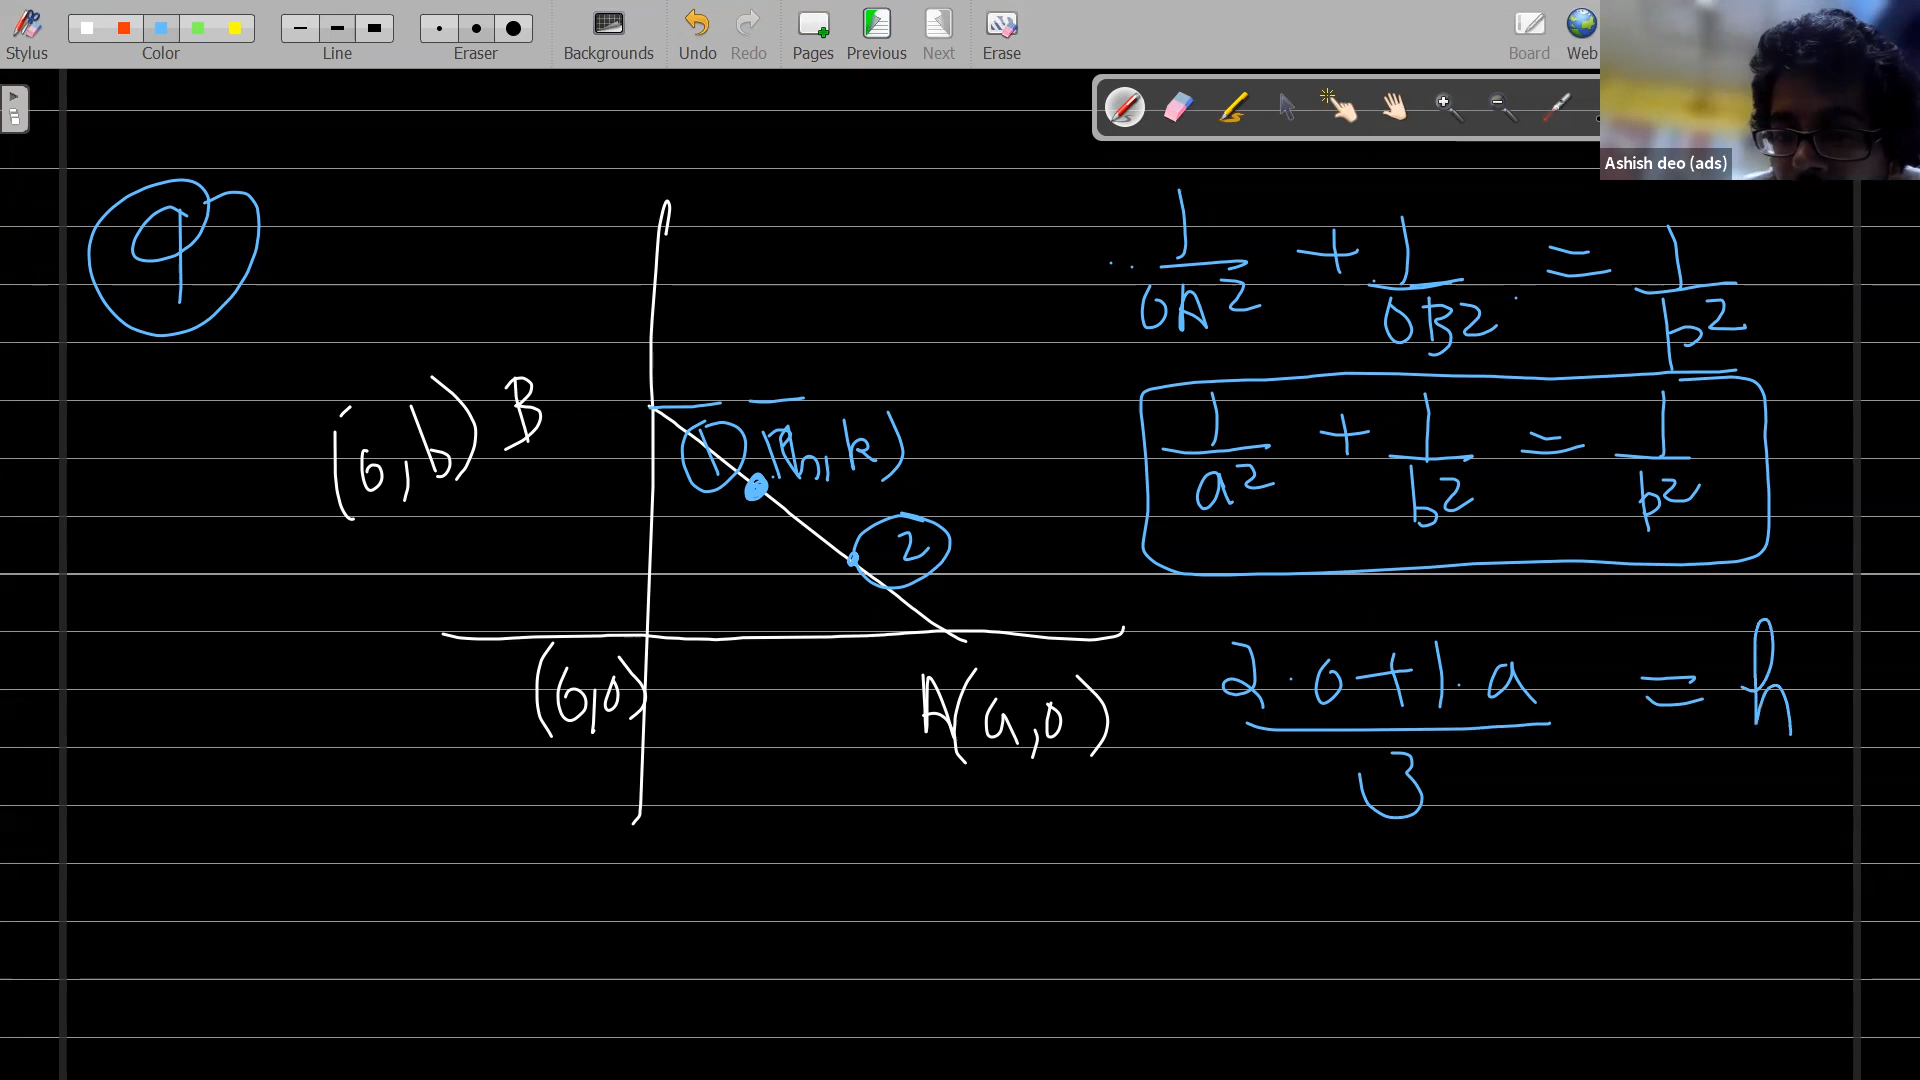 Stylus Color Line Eraser Backgrounds Undo Redo Pages Previous Next Erase Board Web
Ashish deo (ads)
9
1/OA² + 1/OB2 = 1/p²
(0,b) B
1 (h,k)
1/a² + 1/b² = 1/p²
2
(0,0)
A(a,0)
2·0+1·a = h
3